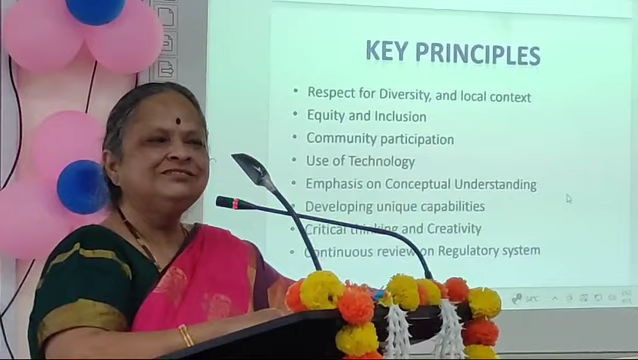 KEY PRINCIPLES
• Respect for Diversity, and local context
• Equity and Inclusion
• Community participation
• Use of Technology
• Emphasis on Conceptual Understanding
• Developing unique capabilities
• Critical thinking and Creativity
• Continuous review on Regulatory system
ENG